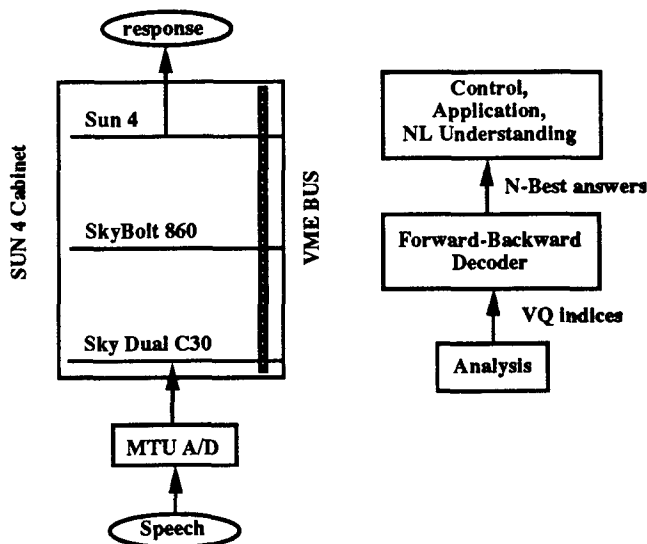 response
Sun 4
SkyBolt 860
Sky Dual C30
SUN 4 Cabinet
VME BUS
MTU A/D
Speech
Control,
Application,
NL Understanding
N-Best answers
Forward-Backward
Decoder
VQ indices
Analysis